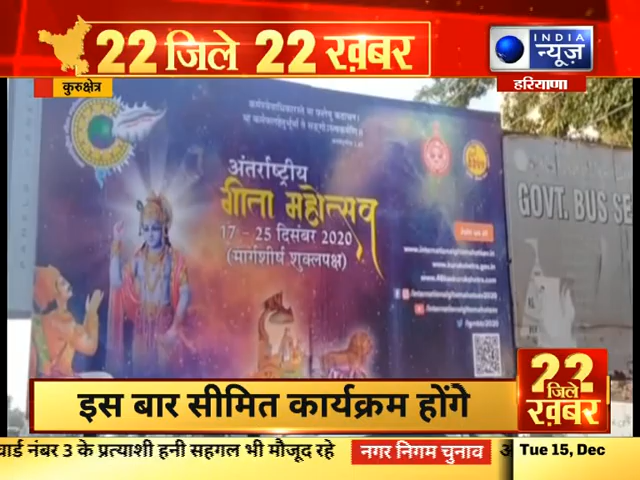 22 जिले 22 ख़बर
INDIA
न्यूज़
हरियाणा
कुरुक्षेत्र
अंतर्राष्ट्रीय
गीता महोत्सव
17 - 25 दिसंबर 2020
(मार्गशीर्ष शुक्लपक्ष)
GOVT. BUS SE
इस बार सीमित कार्यक्रम होंगे
22
जिले
ख़बर
वार्ड नंबर 3 के प्रत्याशी हनी सहगल भी मौजूद रहे
नगर निगम चुनाव
Tue 15, Dec